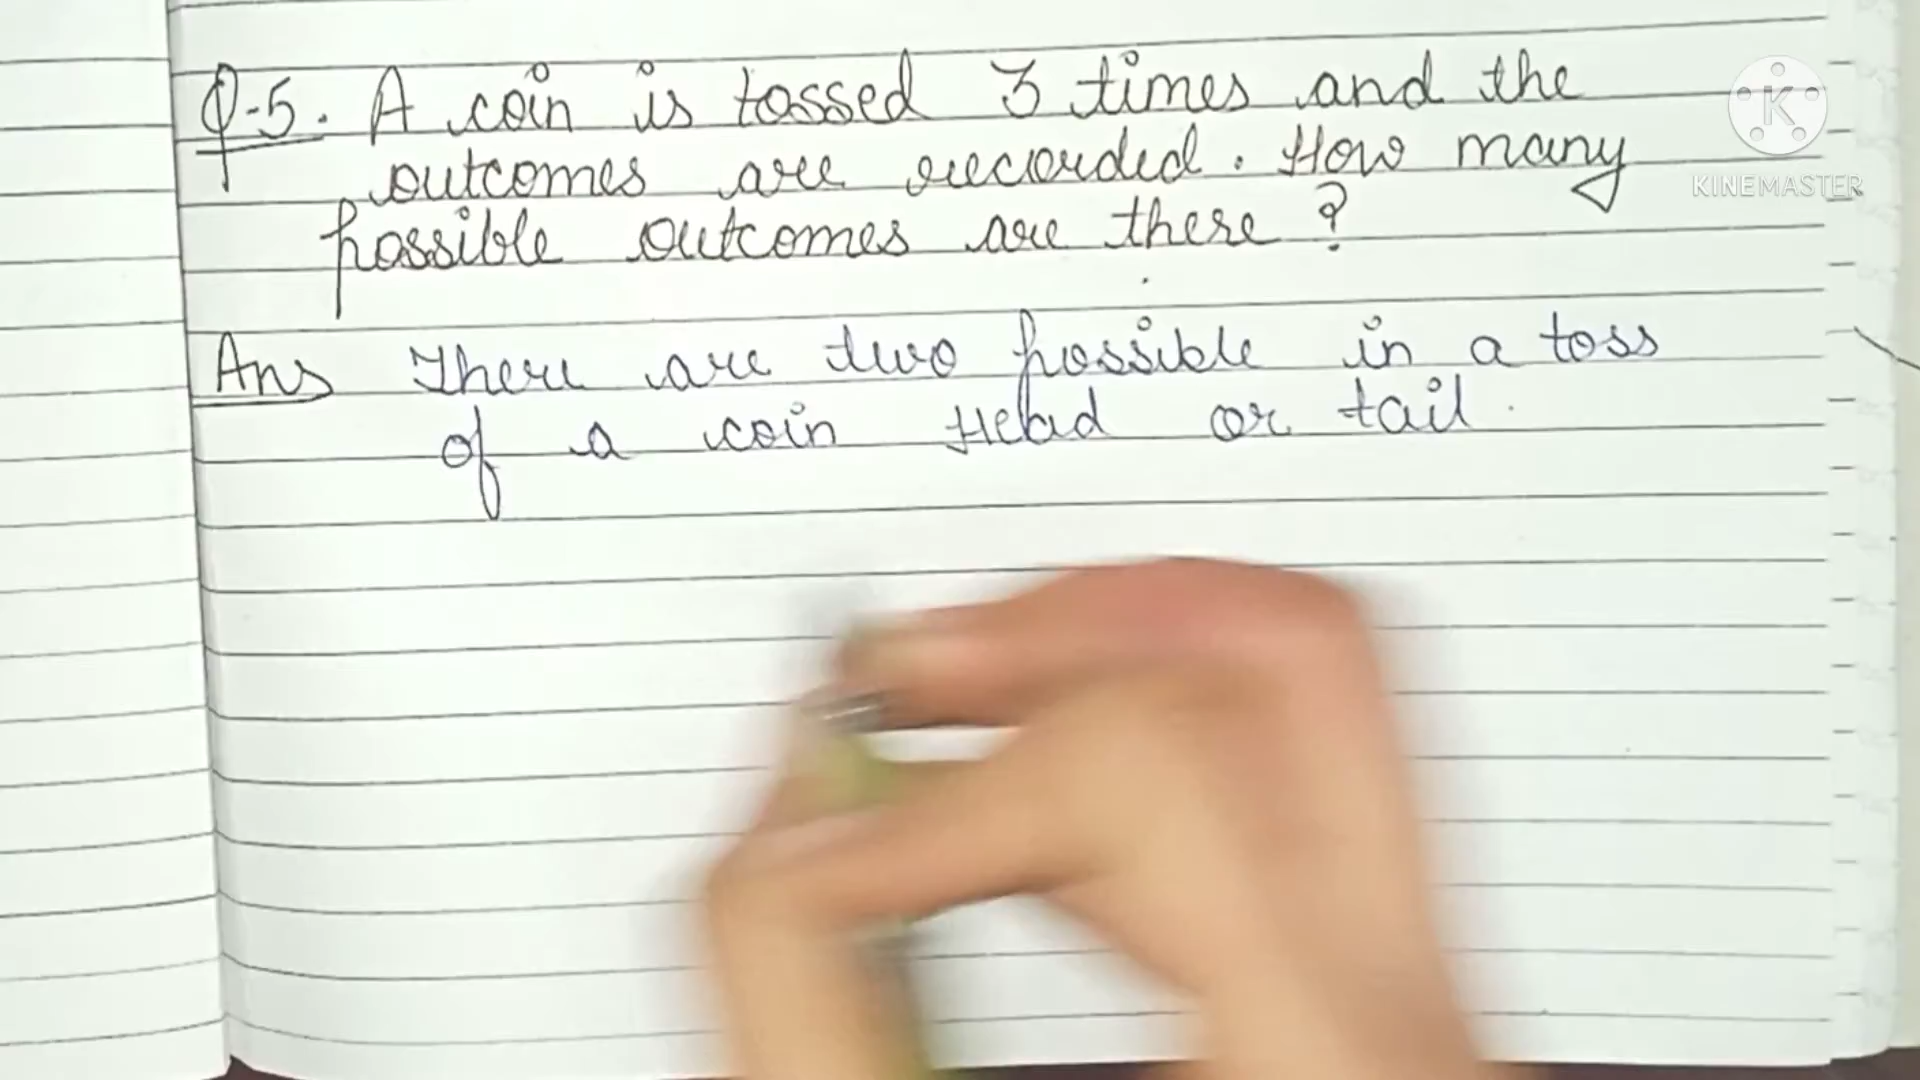 Q-5. A coin is tossed 3 times and the
outcomes are recorded. How many
possible outcomes are there?
Ans There are two possible in a toss
of a coin Head or tail.
K
KINEMASTER